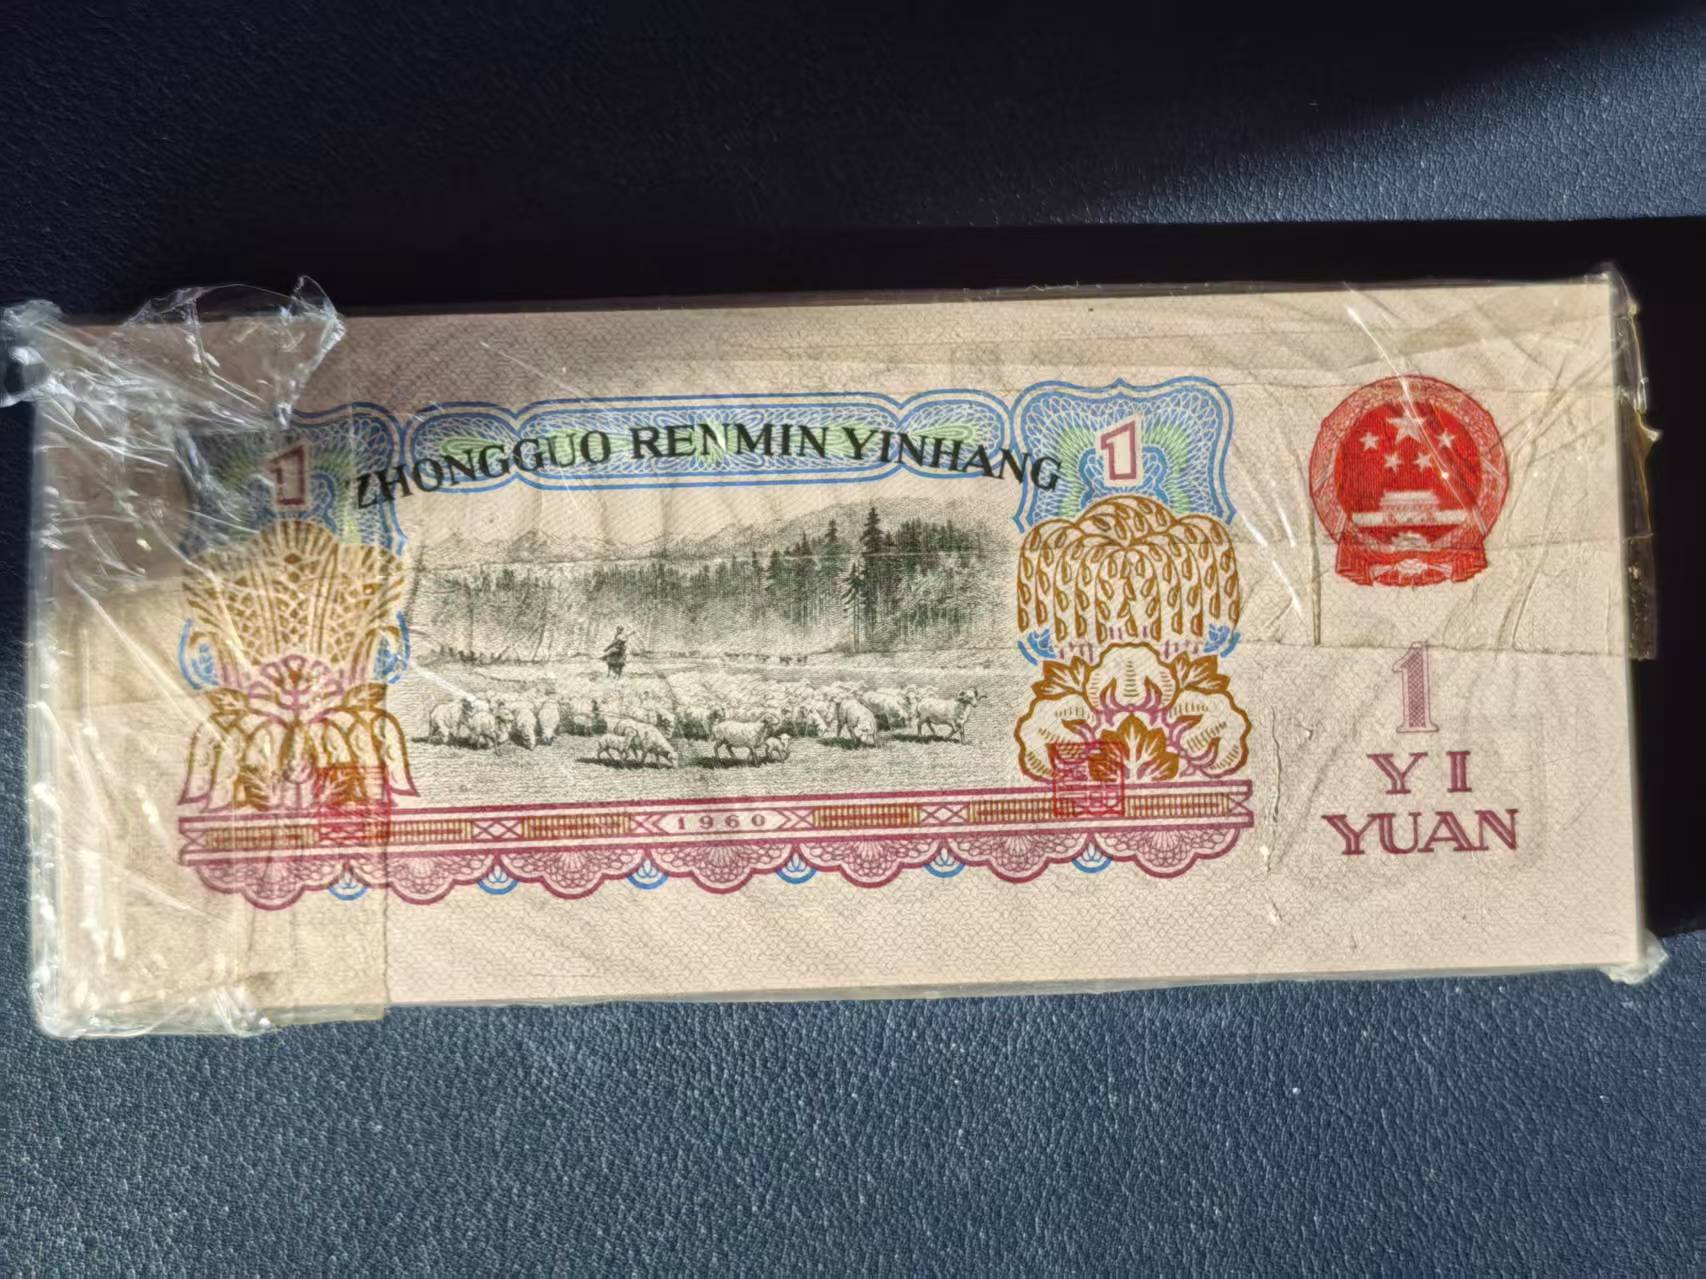 1 ZHONGGUO RENMIN YINHANG 1
1960
1
YI
YUAN